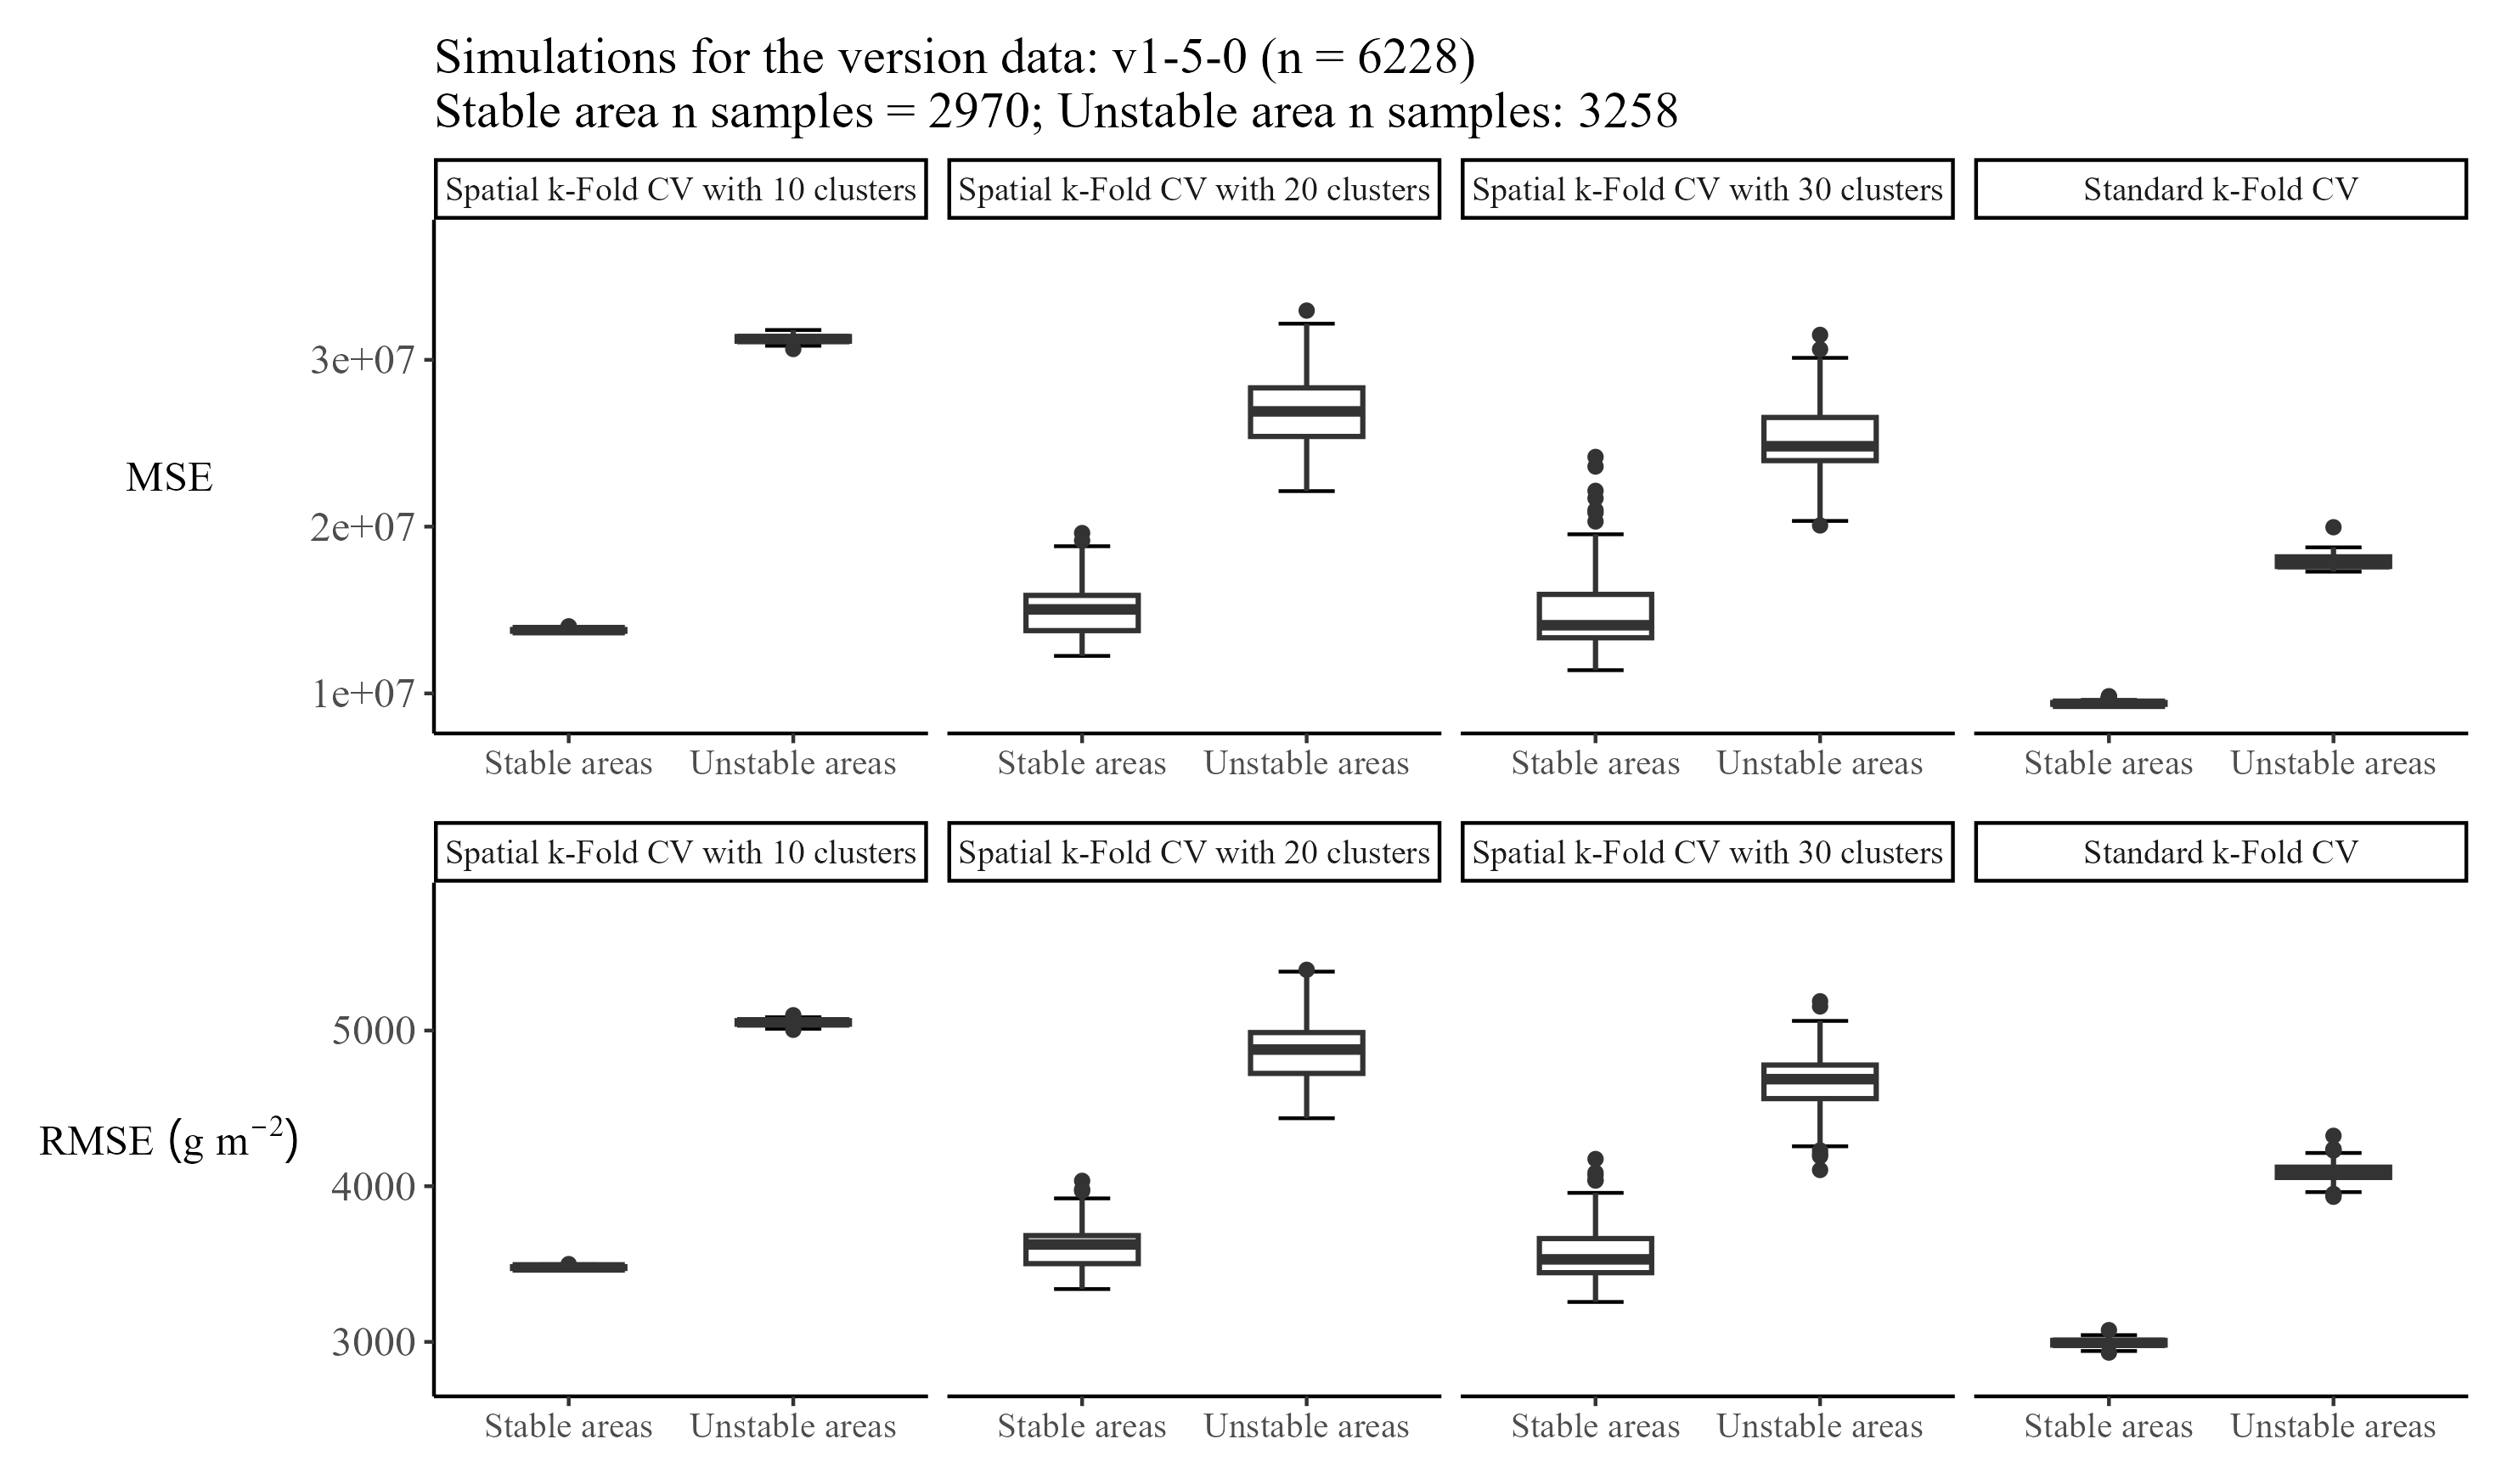 Simulations for the version data: v1-5-0 (n = 6228)
Stable area n samples = 2970; Unstable area n samples: 3258
Spatial k-Fold CV with 10 clusters
Spatial k-Fold CV with 20 clusters
Spatial k-Fold CV with 30 clusters
Standard k-Fold CV
MSE
3e+07
2e+07
1e+07
Stable areas
Unstable areas
Stable areas
Unstable areas
Stable areas
Unstable areas
Stable areas
Unstable areas
Spatial k-Fold CV with 10 clusters
Spatial k-Fold CV with 20 clusters
Spatial k-Fold CV with 30 clusters
Standard k-Fold CV
RMSE (g m⁻²)
5000
4000
3000
Stable areas
Unstable areas
Stable areas
Unstable areas
Stable areas
Unstable areas
Stable areas
Unstable areas